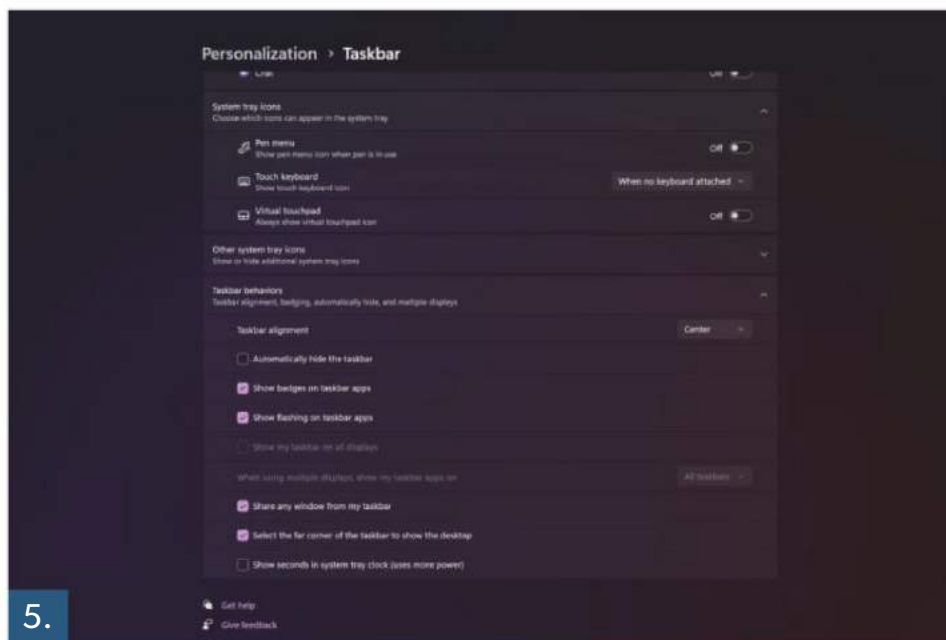 Personalization > Taskbar
Chat Off
System tray icons
Choose which icons can appear in the system tray
Pen menu
Show pen menu icon when pen is in use
Off
Touch keyboard
Show touch keyboard icon
When no keyboard attached
Virtual touchpad
Always show virtual touchpad icon
Off
Other system tray icons
Show or hide additional system tray icons
Taskbar behaviors
Taskbar alignment, badging, automatically hide, and multiple displays
Taskbar alignment Center
Automatically hide the taskbar
Show badges on taskbar apps
Show flashing on taskbar apps
Show my taskbar on all displays
When using multiple displays, show my taskbar apps on All taskbars
Share any window from my taskbar
Select the far corner of the taskbar to show the desktop
Show seconds in system tray clock (uses more power)
Get help
Give feedback
5.